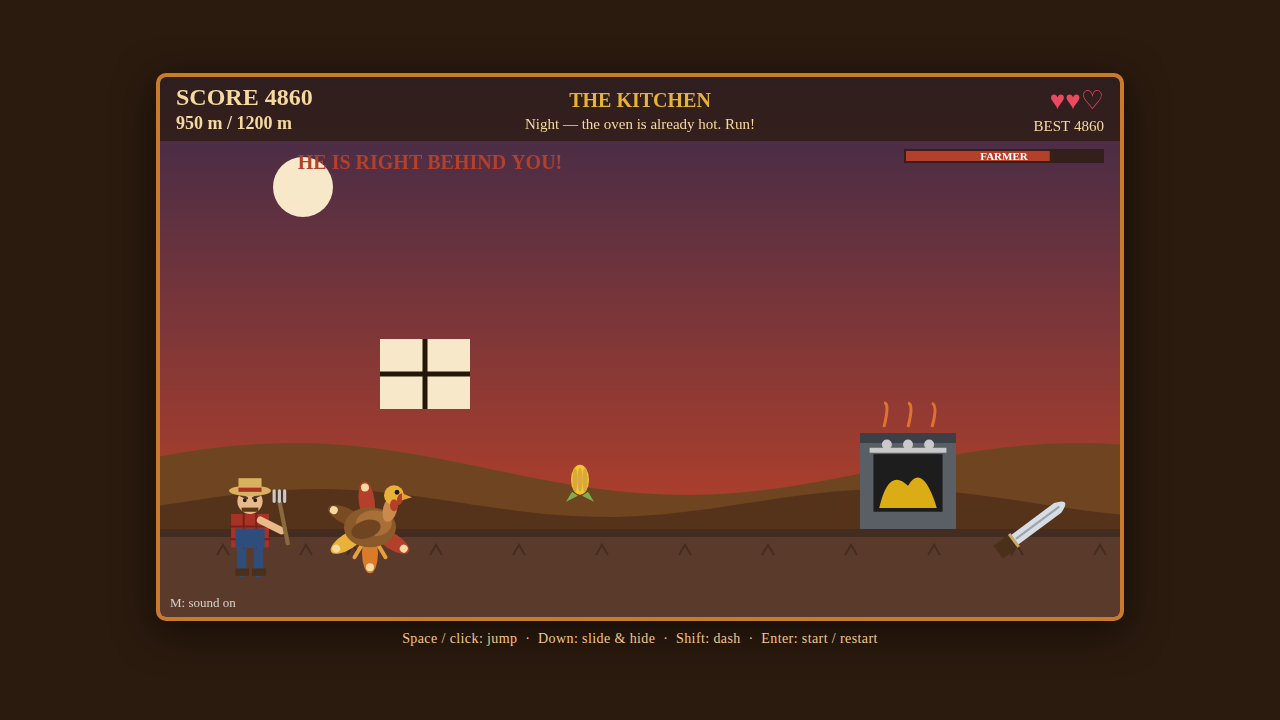 SCORE 4860
950 m / 1200 m
THE KITCHEN
Night — the oven is already hot. Run!
♥♥♡
BEST 4860
HE IS RIGHT BEHIND YOU!
FARMER
M: sound on
Space / click: jump · Down: slide & hide · Shift: dash · Enter: start / restart